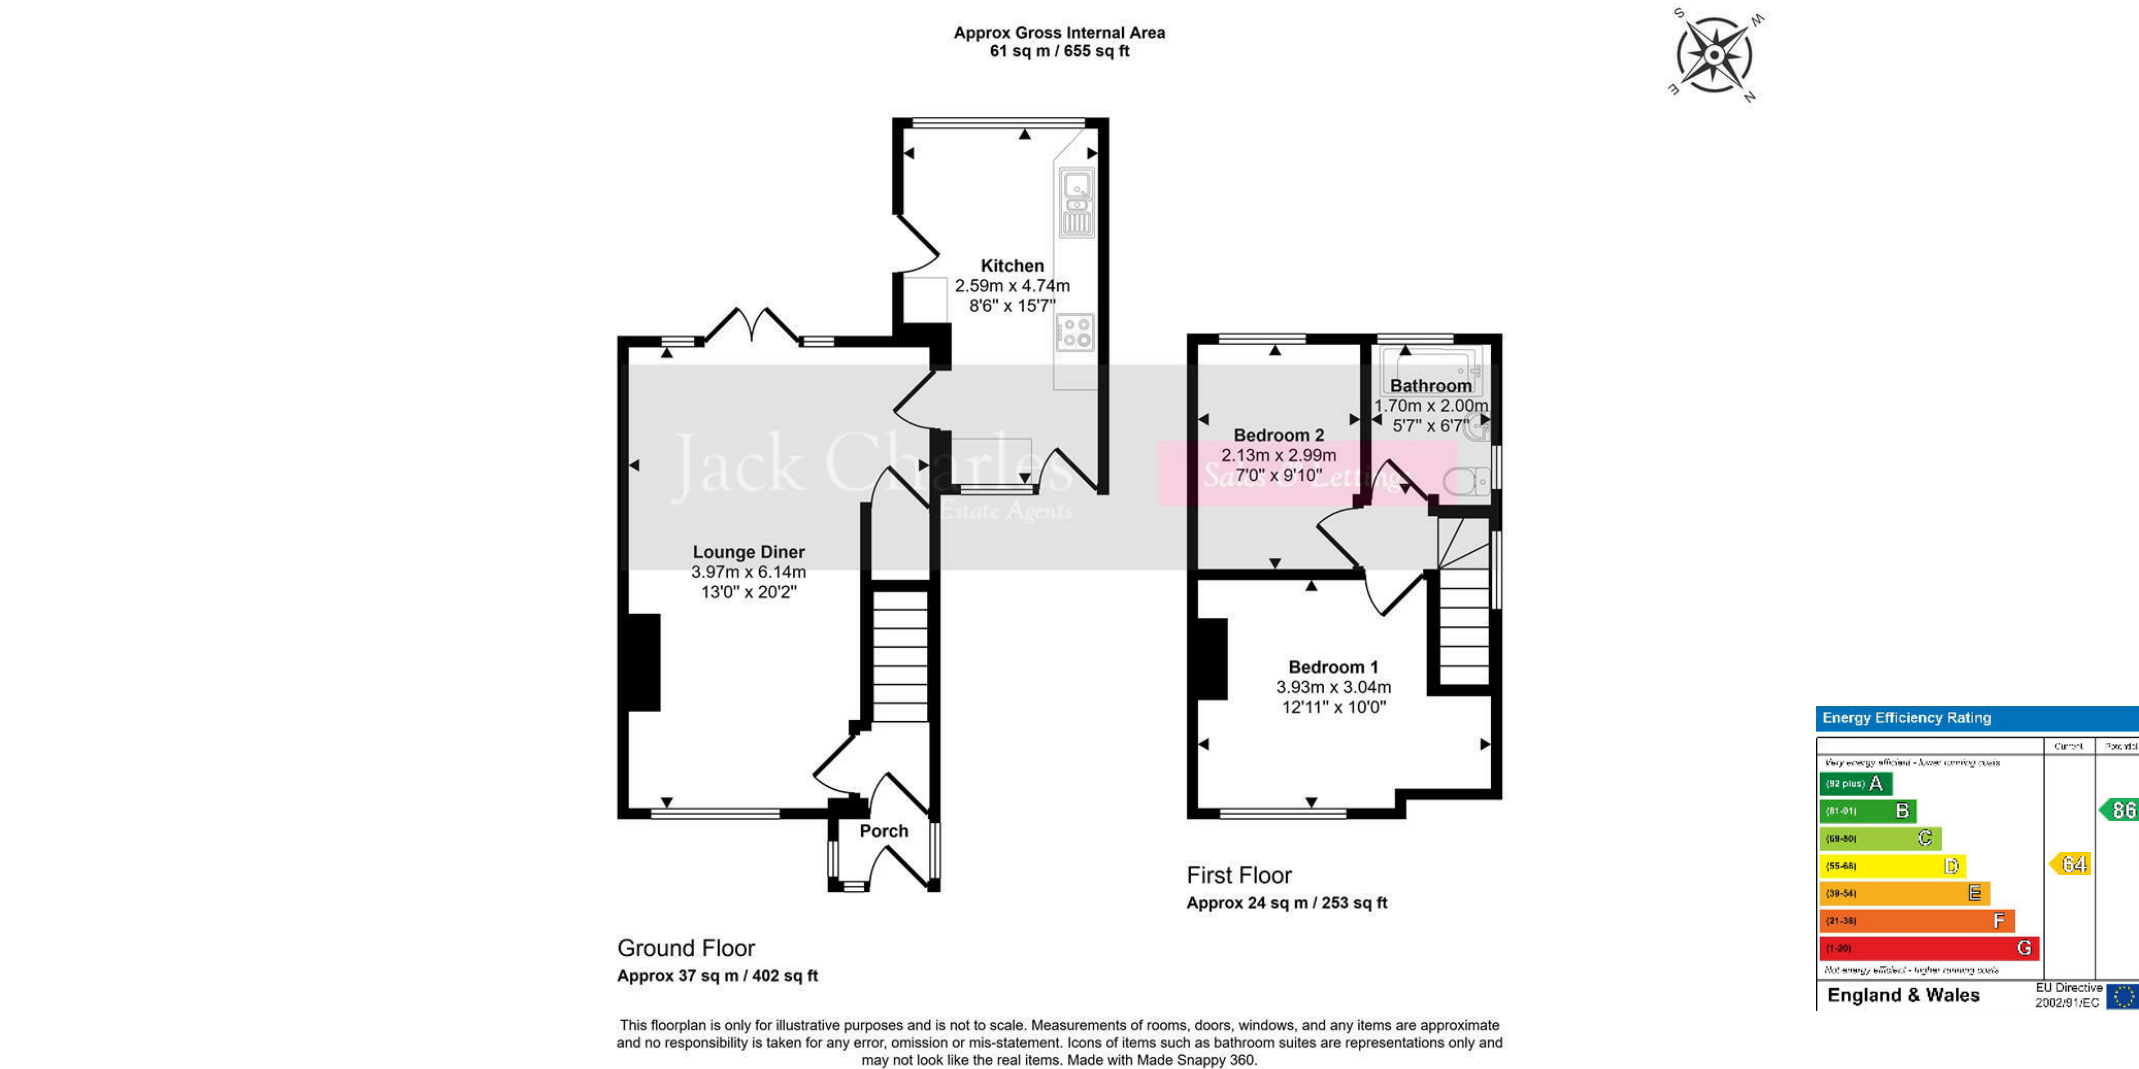 Approx Gross Internal Area
61 sq m / 655 sq ft
S
W
E
N
Kitchen
2.59m x 4.74m
8'6" x 15'7"
Lounge Diner
3.97m x 6.14m
13'0" x 20'2"
Porch
Bedroom 2
2.13m x 2.99m
7'0" x 9'10"
Bathroom
1.70m x 2.00m
5'7" x 6'7"
Bedroom 1
3.93m x 3.04m
12'11" x 10'0"
Jack Charles
Estate Agents
Sales & Letting
First Floor
Approx 24 sq m / 253 sq ft
Ground Floor
Approx 37 sq m / 402 sq ft
This floorplan is only for illustrative purposes and is not to scale. Measurements of rooms, doors, windows, and any items are approximate
and no responsibility is taken for any error, omission or mis-statement. Icons of items such as bathroom suites are representations only and
may not look like the real items. Made with Made Snappy 360.
Energy Efficiency Rating
Current Potential
Very energy efficient - lower running costs
(92 plus) A
(81-91) B
86
(69-80) C
(55-68) D
64
(39-54) E
(21-38) F
(1-20) G
Not energy efficient - higher running costs
England & Wales
EU Directive
2002/91/EC